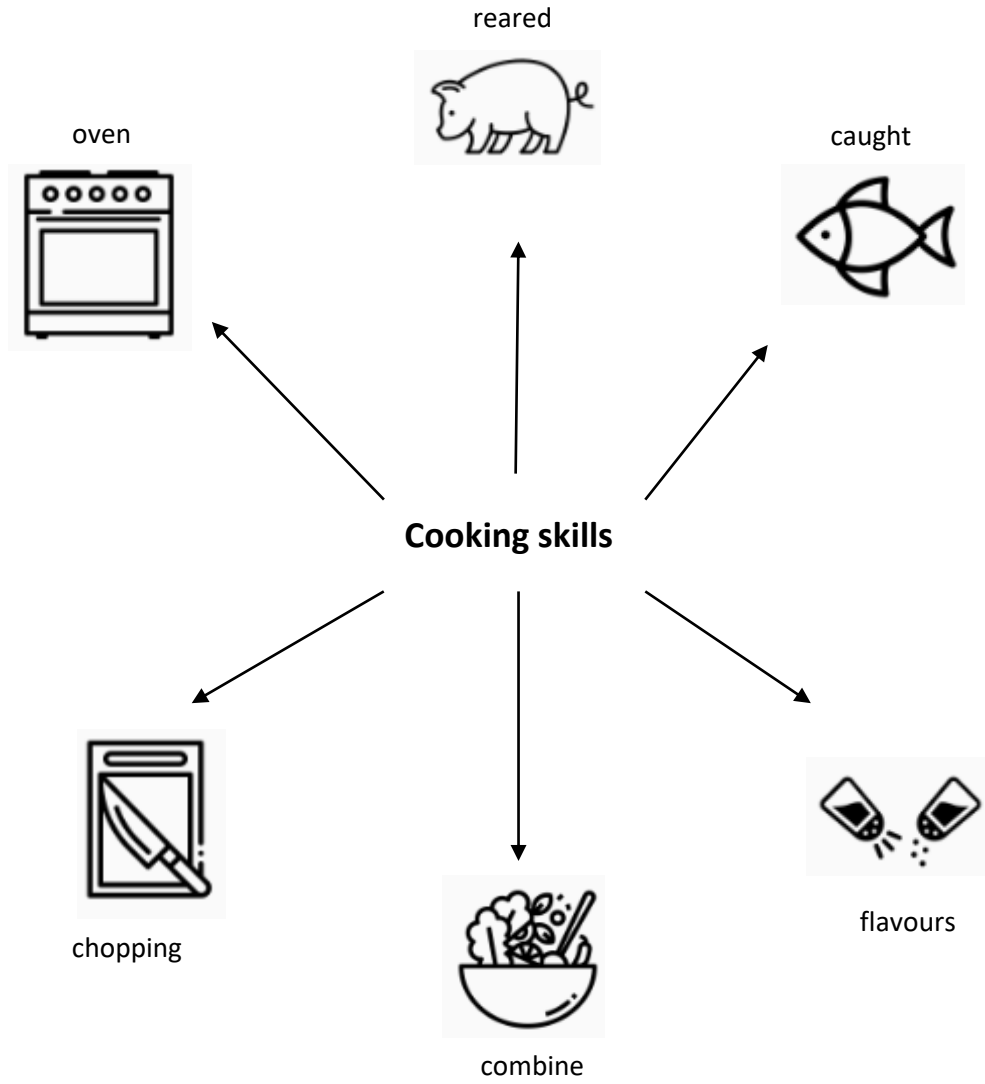 reared
oven
caught
Cooking skills
chopping
flavours
combine